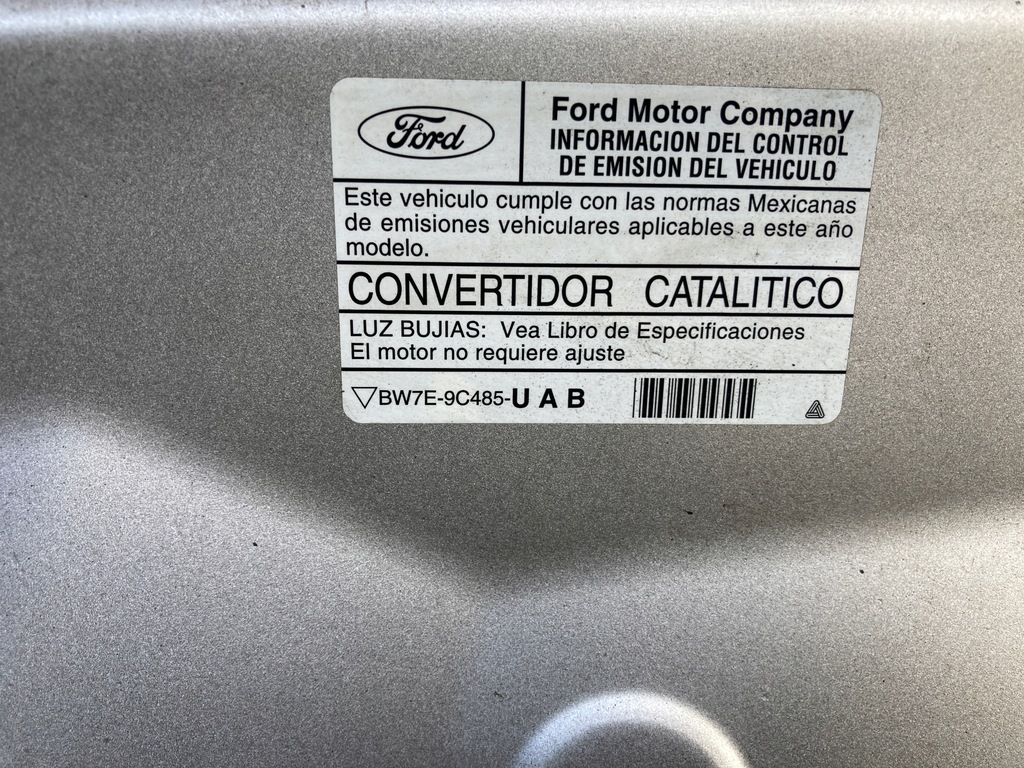 Ford
Ford Motor Company
INFORMACION DEL CONTROL
DE EMISION DEL VEHICULO
Este vehiculo cumple con las normas Mexicanas
de emisiones vehiculares aplicables a este año
modelo.
CONVERTIDOR CATALITICO
LUZ BUJIAS: Vea Libro de Especificaciones
El motor no requiere ajuste
BW7E-9C485-UAB